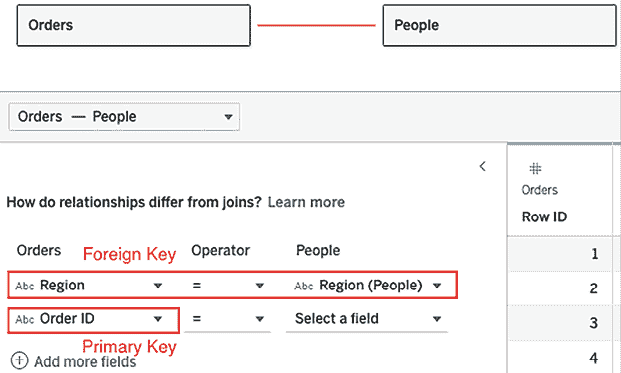 Orders
People
Orders — People
How do relationships differ from joins? Learn more
Orders Foreign Key Operator People
Abc Region = Abc Region (People)
Abc Order ID = Select a field
Primary Key
Add more fields
Orders
Row ID
1
2
3
4